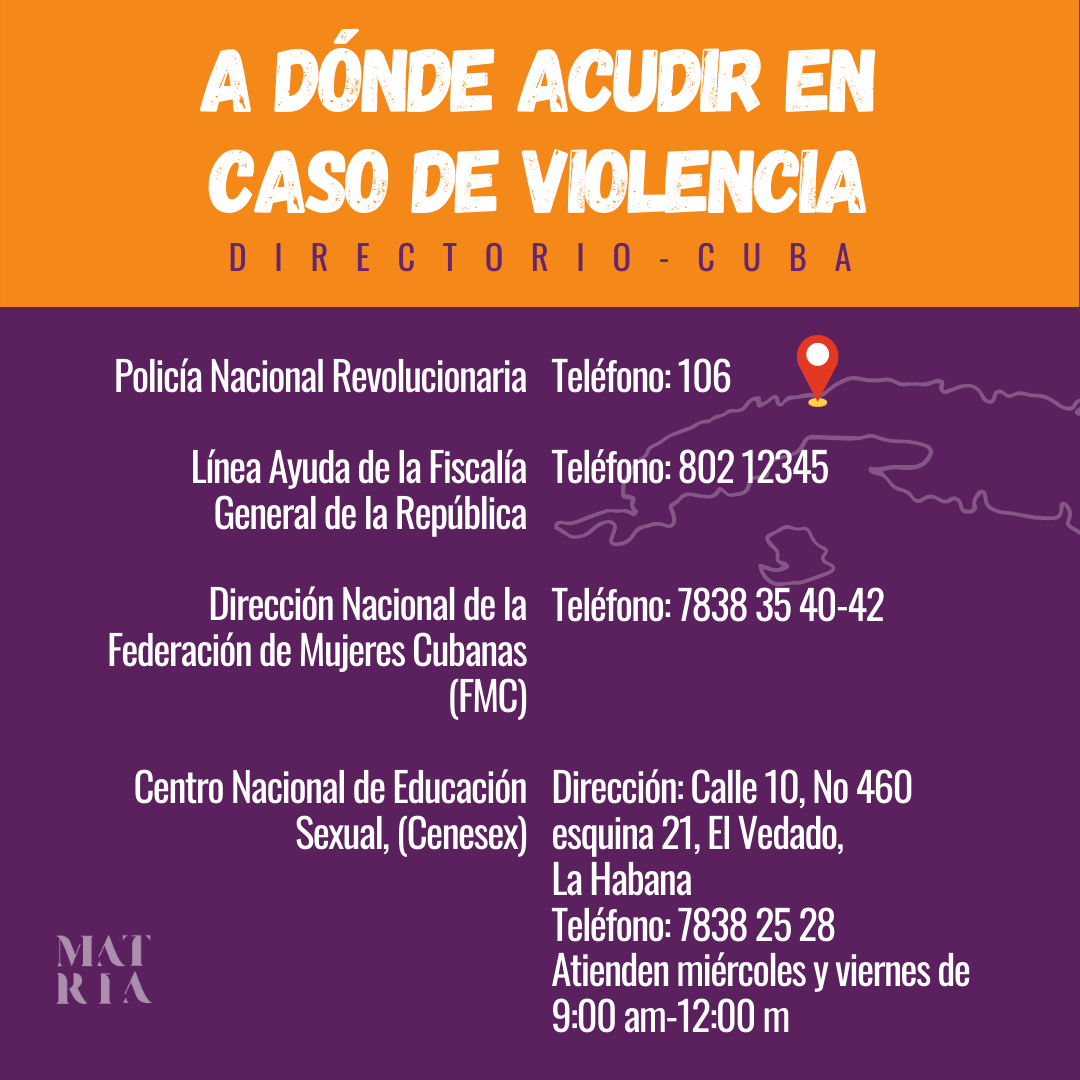 A DÓNDE ACUDIR EN
CASO DE VIOLENCIA
DIRECTORIO-CUBA
Policía Nacional Revolucionaria
Teléfono: 106
Línea Ayuda de la Fiscalía
General de la República
Teléfono: 802 12345
Dirección Nacional de la
Federación de Mujeres Cubanas
(FMC)
Teléfono: 7838 35 40-42
Centro Nacional de Educación
Sexual, (Cenesex)
Dirección: Calle 10, No 460
esquina 21, El Vedado,
La Habana
Teléfono: 7838 25 28
Atienden miércoles y viernes de
9:00 am-12:00 m
MAT
RIA